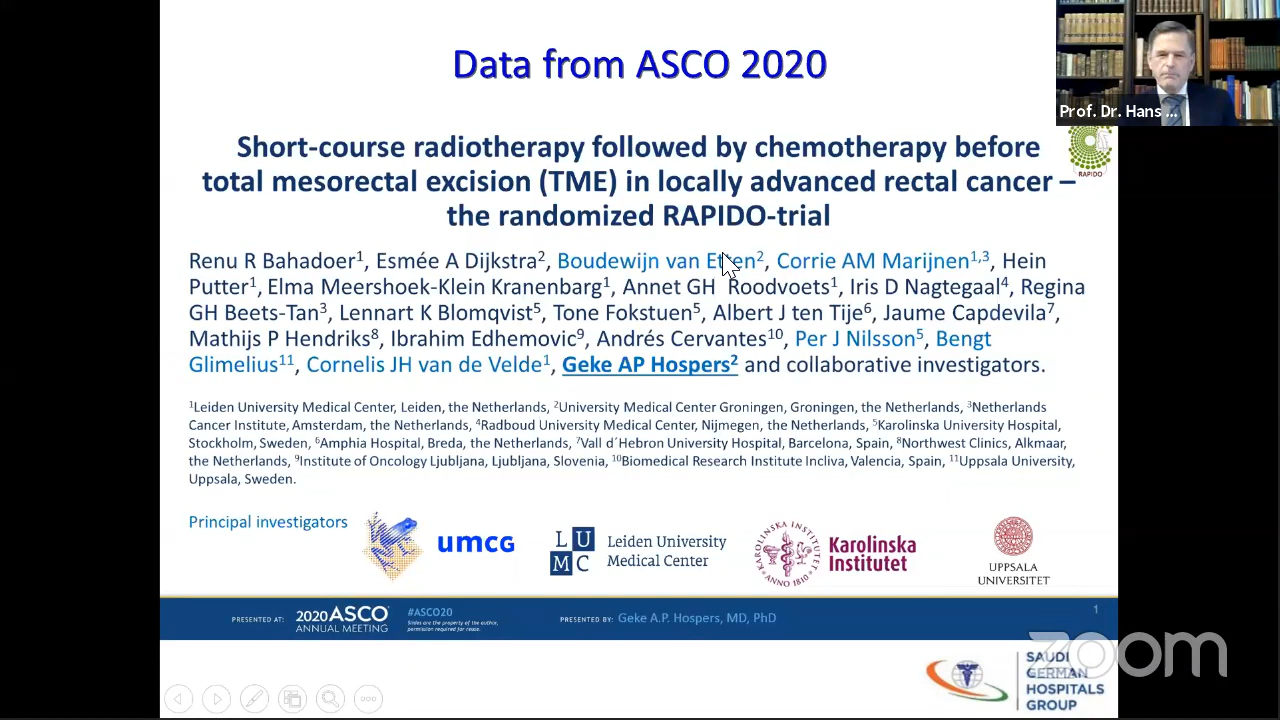 Data from ASCO 2020
Prof. Dr. Hans ...
Short-course radiotherapy followed by chemotherapy before
total mesorectal excision (TME) in locally advanced rectal cancer –
the randomized RAPIDO-trial
RAPIDO
Renu R Bahadoer1, Esmée A Dijkstra2, Boudewijn van Etten2, Corrie AM Marijnen1,3, Hein
Putter1, Elma Meershoek-Klein Kranenbarg1, Annet GH Roodvoets1, Iris D Nagtegaal4, Regina
GH Beets-Tan3, Lennart K Blomqvist5, Tone Fokstuen5, Albert J ten Tije6, Jaume Capdevila7,
Mathijs P Hendriks8, Ibrahim Edhemovic9, Andrés Cervantes10, Per J Nilsson5, Bengt
Glimelius11, Cornelis JH van de Velde1, Geke AP Hospers2 and collaborative investigators.
1Leiden University Medical Center, Leiden, the Netherlands, 2University Medical Center Groningen, Groningen, the Netherlands, 3Netherlands
Cancer Institute, Amsterdam, the Netherlands, 4Radboud University Medical Center, Nijmegen, the Netherlands, 5Karolinska University Hospital,
Stockholm, Sweden, 6Amphia Hospital, Breda, the Netherlands, 7Vall d´Hebron University Hospital, Barcelona, Spain, 8Northwest Clinics, Alkmaar,
the Netherlands, 9Institute of Oncology Ljubljana, Ljubljana, Slovenia, 10Biomedical Research Institute Incliva, Valencia, Spain, 11Uppsala University,
Uppsala, Sweden.
Principal investigators
umcg
LUMC
Leiden University
Medical Center
KAROLINSKA INSTITUTET ANNO 1810
Karolinska
Institutet
UPPSALA
UNIVERSITET
PRESENTED AT:
2020 ASCO
ANNUAL MEETING
#ASCO20
Slides are the property of the author,
permission required for reuse.
PRESENTED BY: Geke A.P. Hospers, MD, PhD
1
zoom
SAUDI
GERMAN
HOSPITALS
GROUP